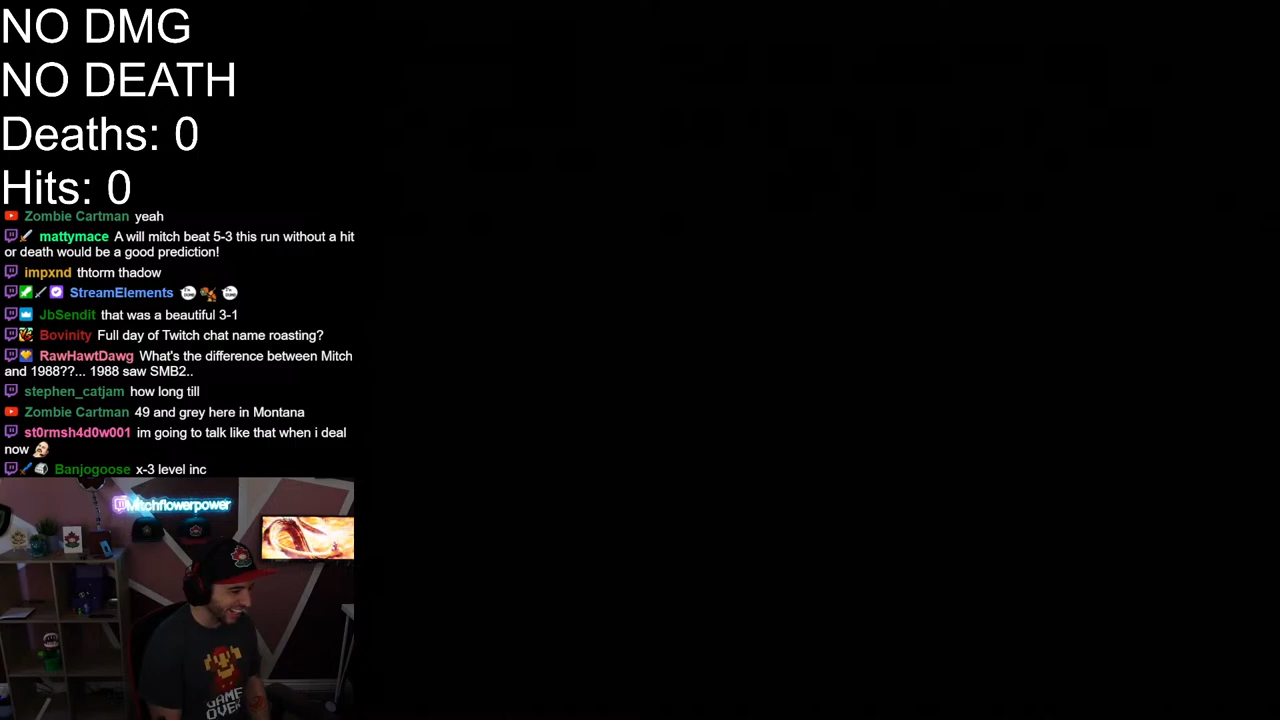 NO DMG
NO DEATH
Deaths: 0
Hits: 0
Zombie Cartman yeah
mattymace A will mitch beat 5-3 this run without a hit
or death would be a good prediction!
impxnd thtorm thadow
StreamElements
JbSendit that was a beautiful 3-1
Bovinity Full day of Twitch chat name roasting?
RawHawtDawg What's the difference between Mitch
and 1988??... 1988 saw SMB2..
stephen_catjam how long till
Zombie Cartman 49 and grey here in Montana
st0rmsh4d0w001 im going to talk like that when i deal
now
Banjogoose x-3 level inc
Mitchflowerpower
GAME
OVER